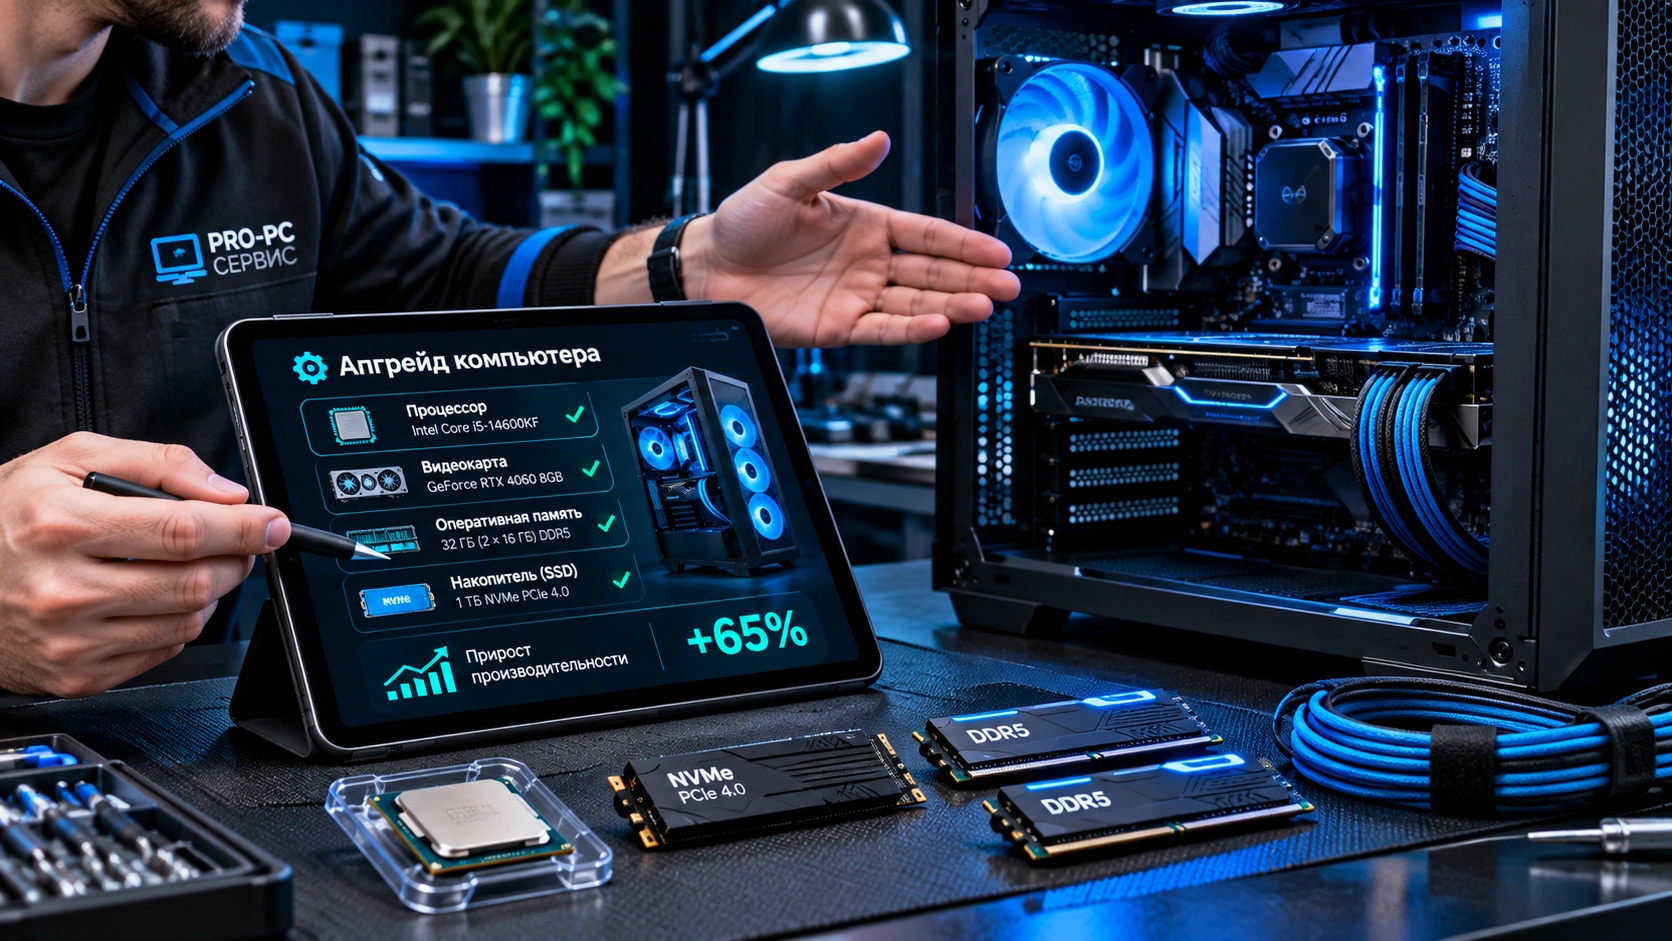 PRO-PC
СЕРВИС
Апгрейд компьютера
Процессор
Intel Core i5-14600KF
Видеокарта
GeForce RTX 4060 8GB
Оперативная память
32 ГБ (2 x 16 ГБ) DDR5
NVMe
Накопитель (SSD)
1 ТБ NVMe PCIe 4.0
Прирост
производительности
+65%
NVMe
PCIe 4.0
DDR5
DDR5